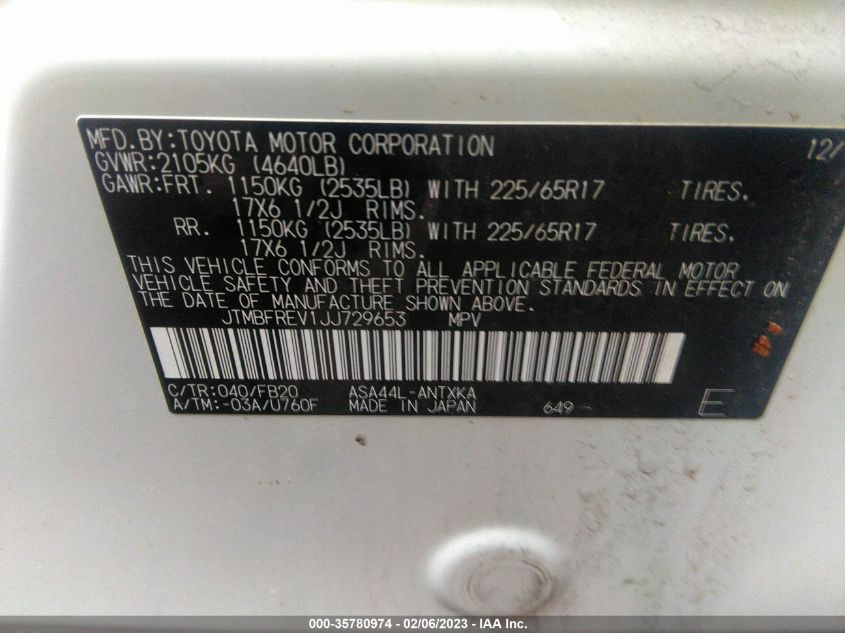 MFD.BY:TOYOTA MOTOR CORPORATION 12/
GVWR:2105KG (4640LB)
GAWR:FRT. 1150KG (2535LB) WITH 225/65R17 TIRES.
17X6 1/2J RIMS.
RR. 1150KG (2535LB) WITH 225/65R17 TIRES.
17X6 1/2J RIMS.
THIS VEHICLE CONFORMS TO ALL APPLICABLE FEDERAL MOTOR
VEHICLE SAFETY AND THEFT PREVENTION STANDARDS IN EFFECT ON
THE DATE OF MANUFACTURE SHOWN ABOVE.
JTMBFREV1JJ729653 MPV
C/TR:040/FB20 ASA44L-ANTXKA
A/TM:-03A/U760F MADE IN JAPAN 649 E
000-35780974 - 02/06/2023 - IAA Inc.